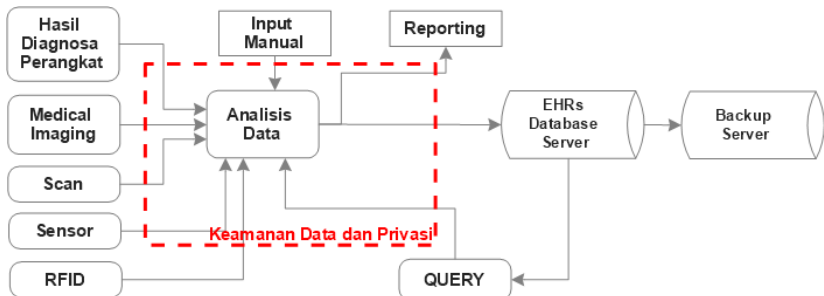 Hasil
Diagnosa
Perangkat
Input
Manual
Reporting
Medical
Imaging
Analisis
Data
EHRs
Database
Server
Backup
Server
Scan
Sensor
Keamanan Data dan Privasi
RFID
QUERY